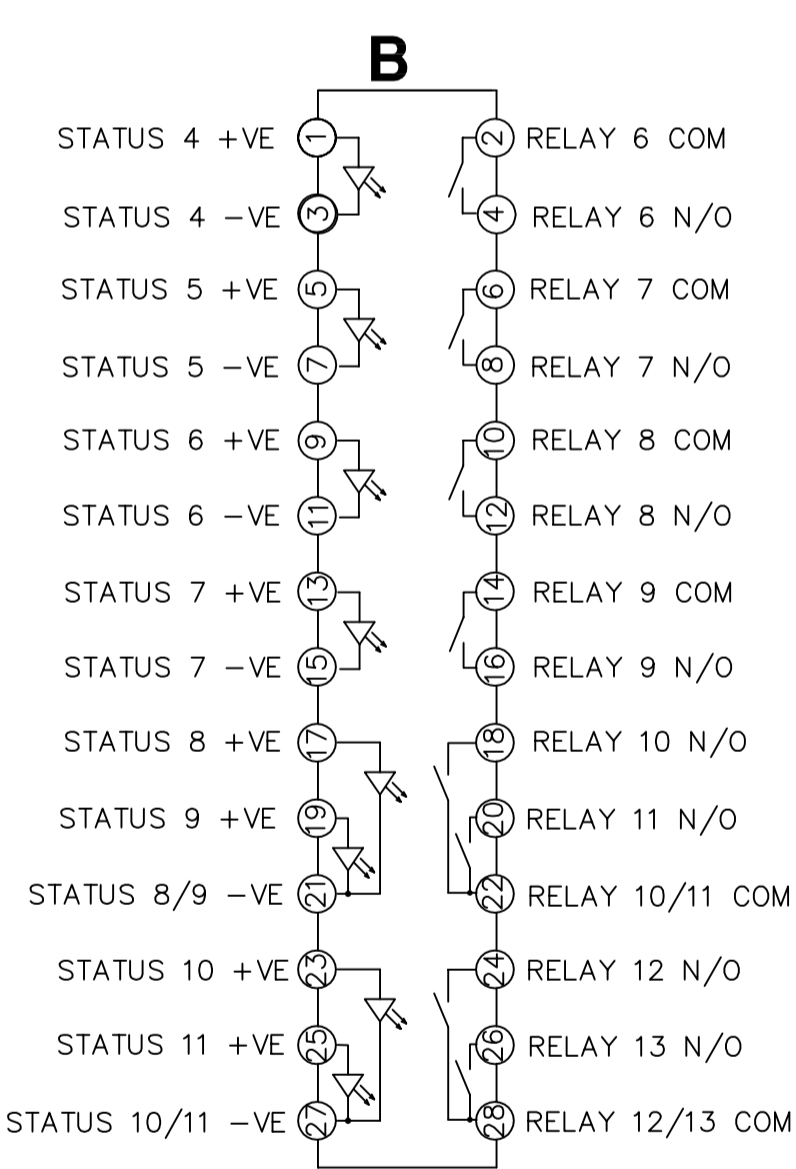 B
STATUS 4 +VE 1 2 RELAY 6 COM
STATUS 4 −VE 3 4 RELAY 6 N/O
STATUS 5 +VE 5 6 RELAY 7 COM
STATUS 5 −VE 7 8 RELAY 7 N/O
STATUS 6 +VE 9 10 RELAY 8 COM
STATUS 6 −VE 11 12 RELAY 8 N/O
STATUS 7 +VE 13 14 RELAY 9 COM
STATUS 7 −VE 15 16 RELAY 9 N/O
STATUS 8 +VE 17 18 RELAY 10 N/O
STATUS 9 +VE 19 20 RELAY 11 N/O
STATUS 8/9 −VE 21 22 RELAY 10/11 COM
STATUS 10 +VE 23 24 RELAY 12 N/O
STATUS 11 +VE 25 26 RELAY 13 N/O
STATUS 10/11 −VE 27 28 RELAY 12/13 COM